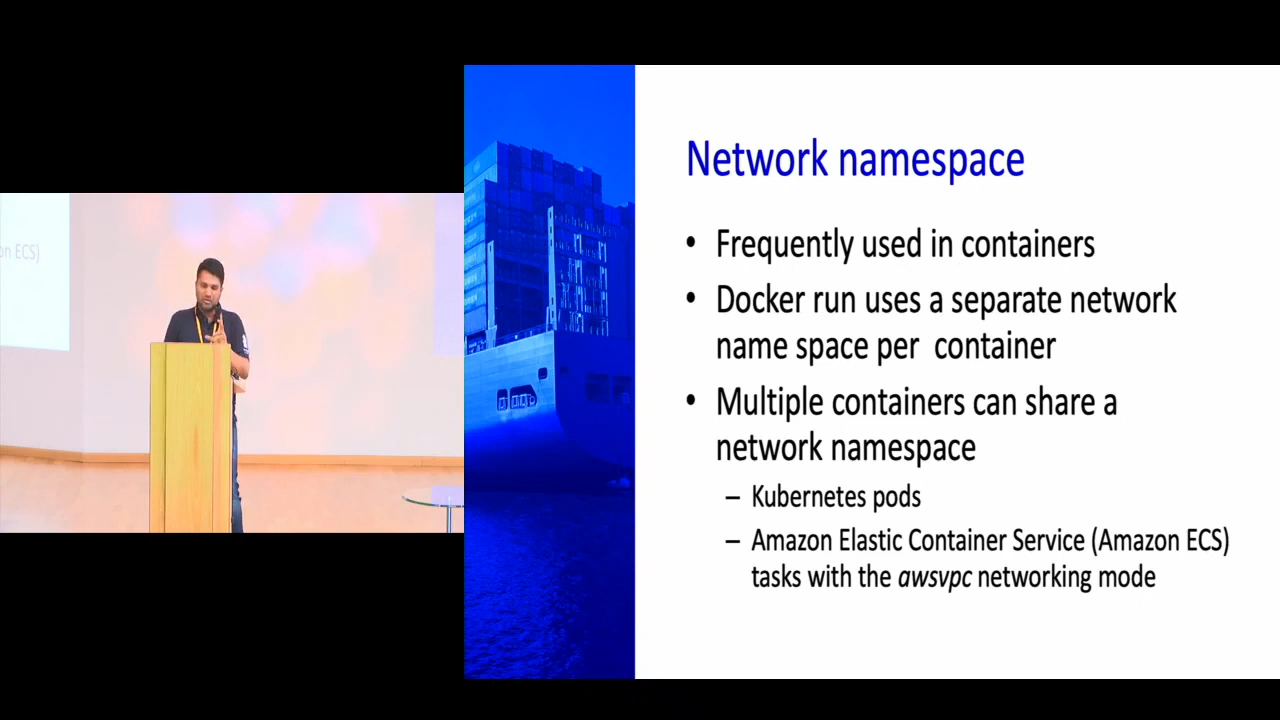 on ECS)
Network namespace
• Frequently used in containers
• Docker run uses a separate network
name space per container
• Multiple containers can share a
network namespace
– Kubernetes pods
– Amazon Elastic Container Service (Amazon ECS)
tasks with the awsvpc networking mode